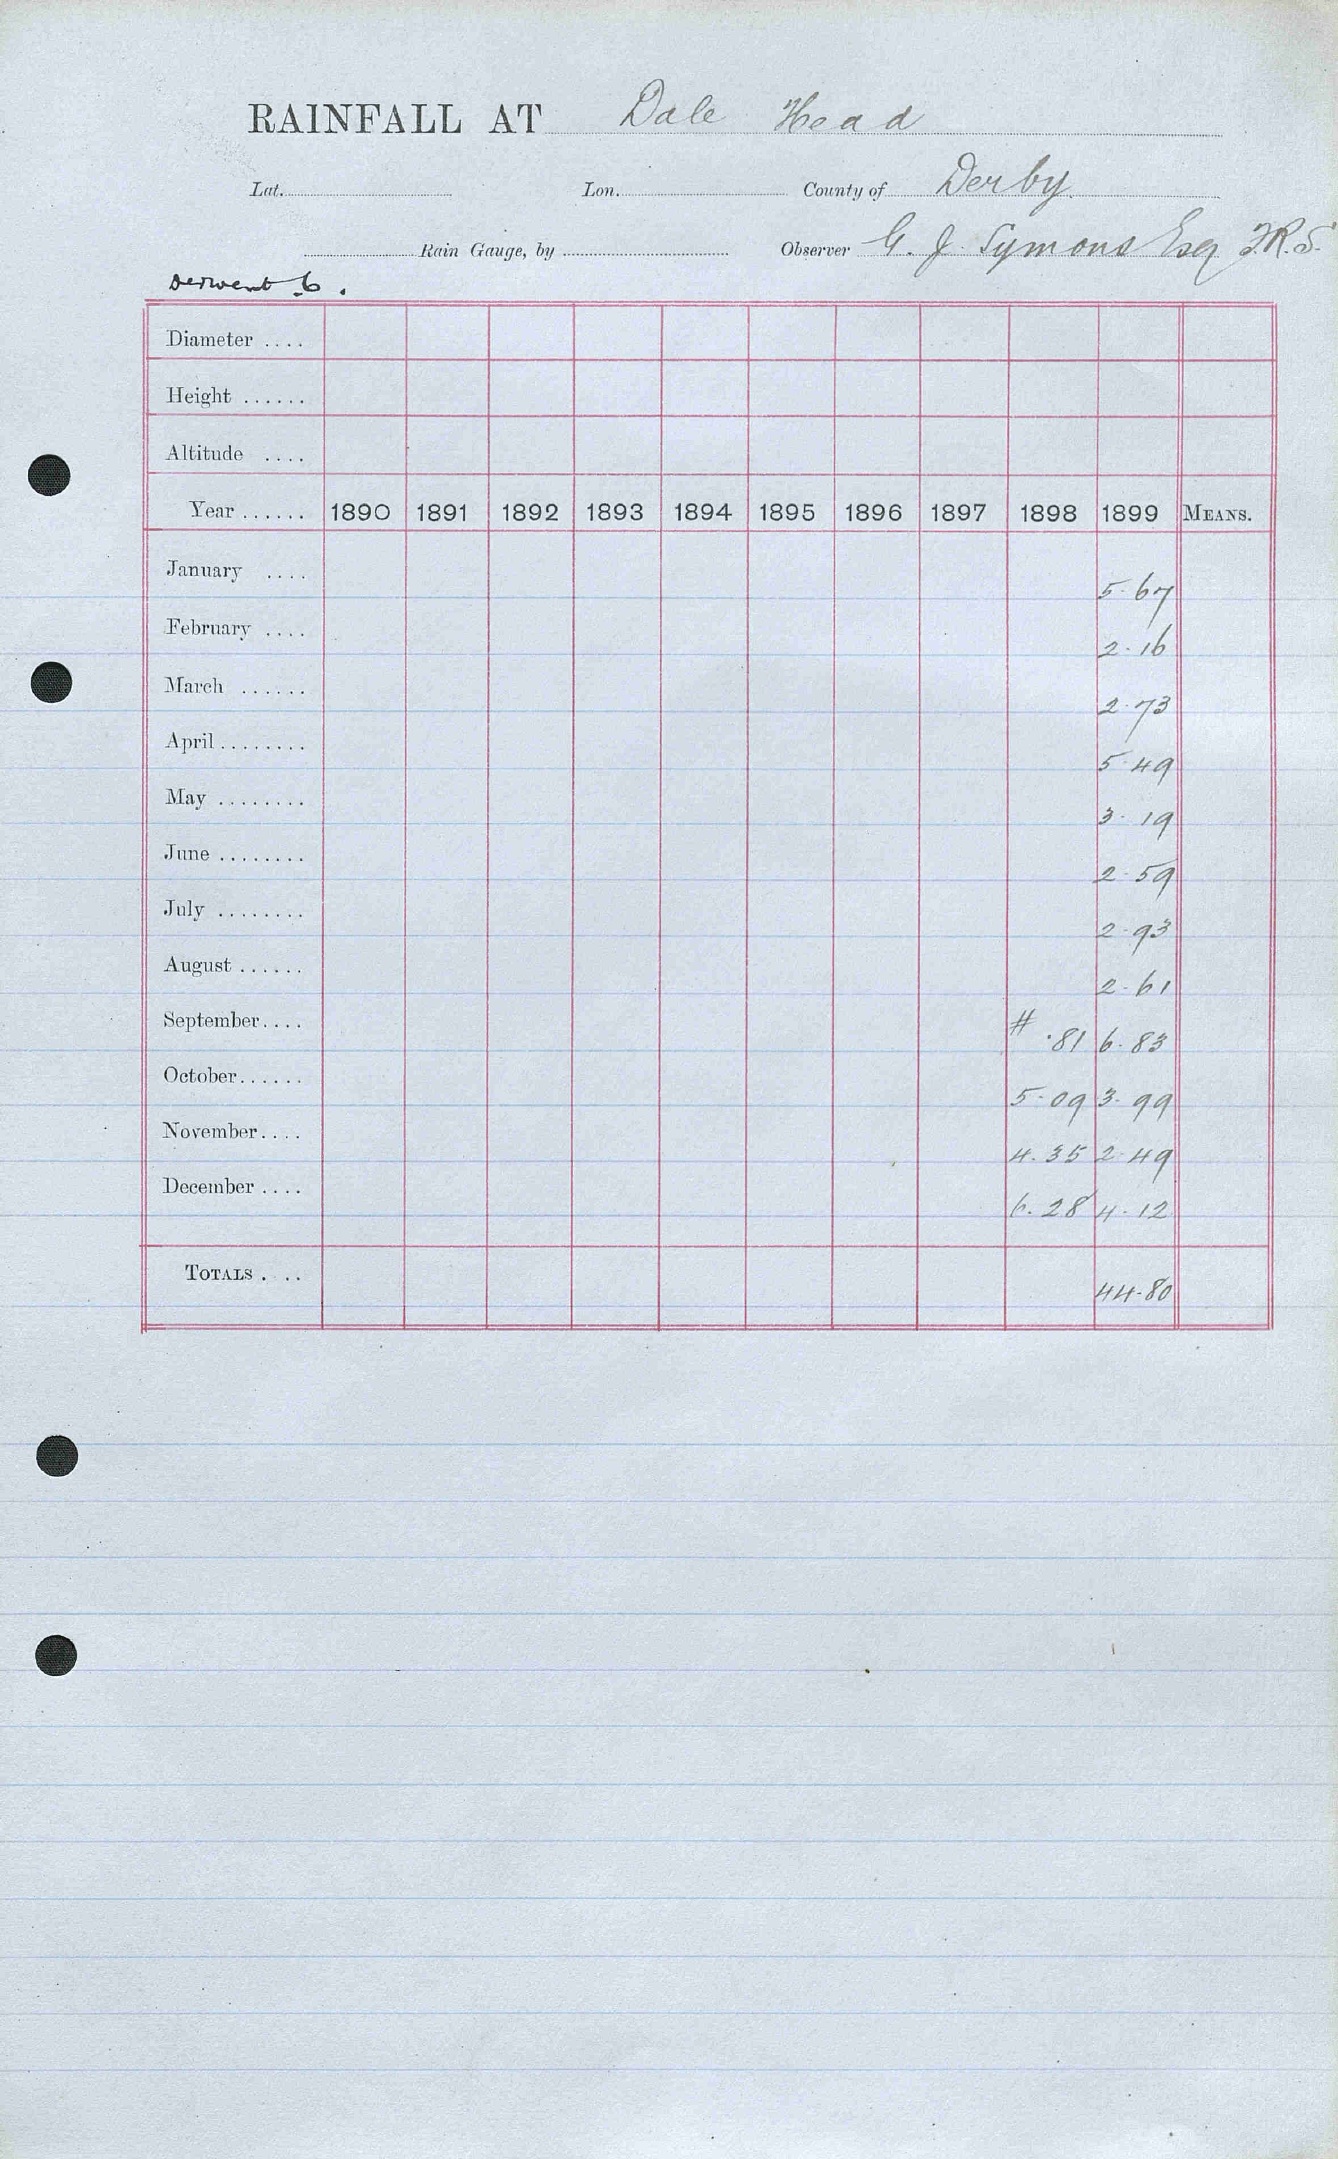 RAINFALL AT Dale Head
Lat. Lon. County of Derby
Rain Gauge, by Observer G. J. Symons Esq F.R.S.
Derwent 6.
Diameter ....
Height ......
Altitude ....
Year ...... 1890 1891 1892 1893 1894 1895 1896 1897 1898 1899 MEANS.
January .... 5.67
February .... 2.16
March ...... 2.73
April ........ 5.49
May ........ 3.19
June ........ 2.59
July ........ 2.93
August ...... 2.61
September.... # .81 6.83
October...... 5.09 3.99
November.... 4.35 2.49
December .... 6.28 4.12
TOTALS . .. 44.80